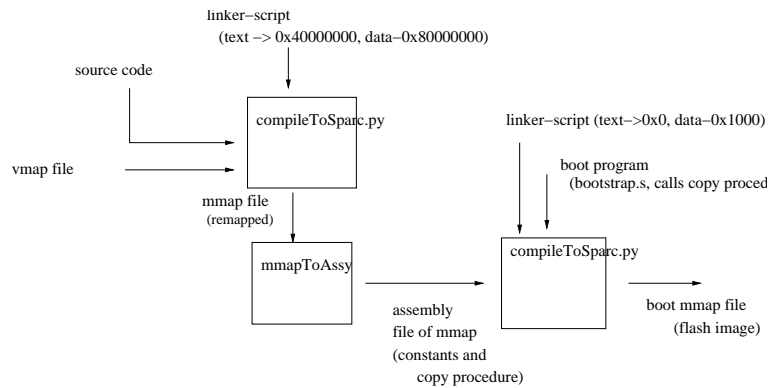 linker-script
(text -> 0x40000000, data-0x80000000)
source code
compileToSparc.py
linker-script (text->0x0, data-0x1000)
vmap file
boot program
(bootstrap.s, calls copy proced
mmap file
(remapped)
mmapToAssy
compileToSparc.py
assembly
file of mmap
(constants and
copy procedure)
boot mmap file
(flash image)